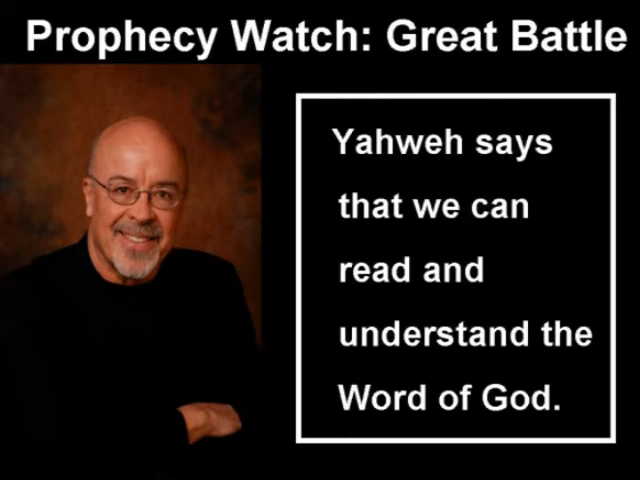 Prophecy Watch: Great Battle
Yahweh says
that we can
read and
understand the
Word of God.